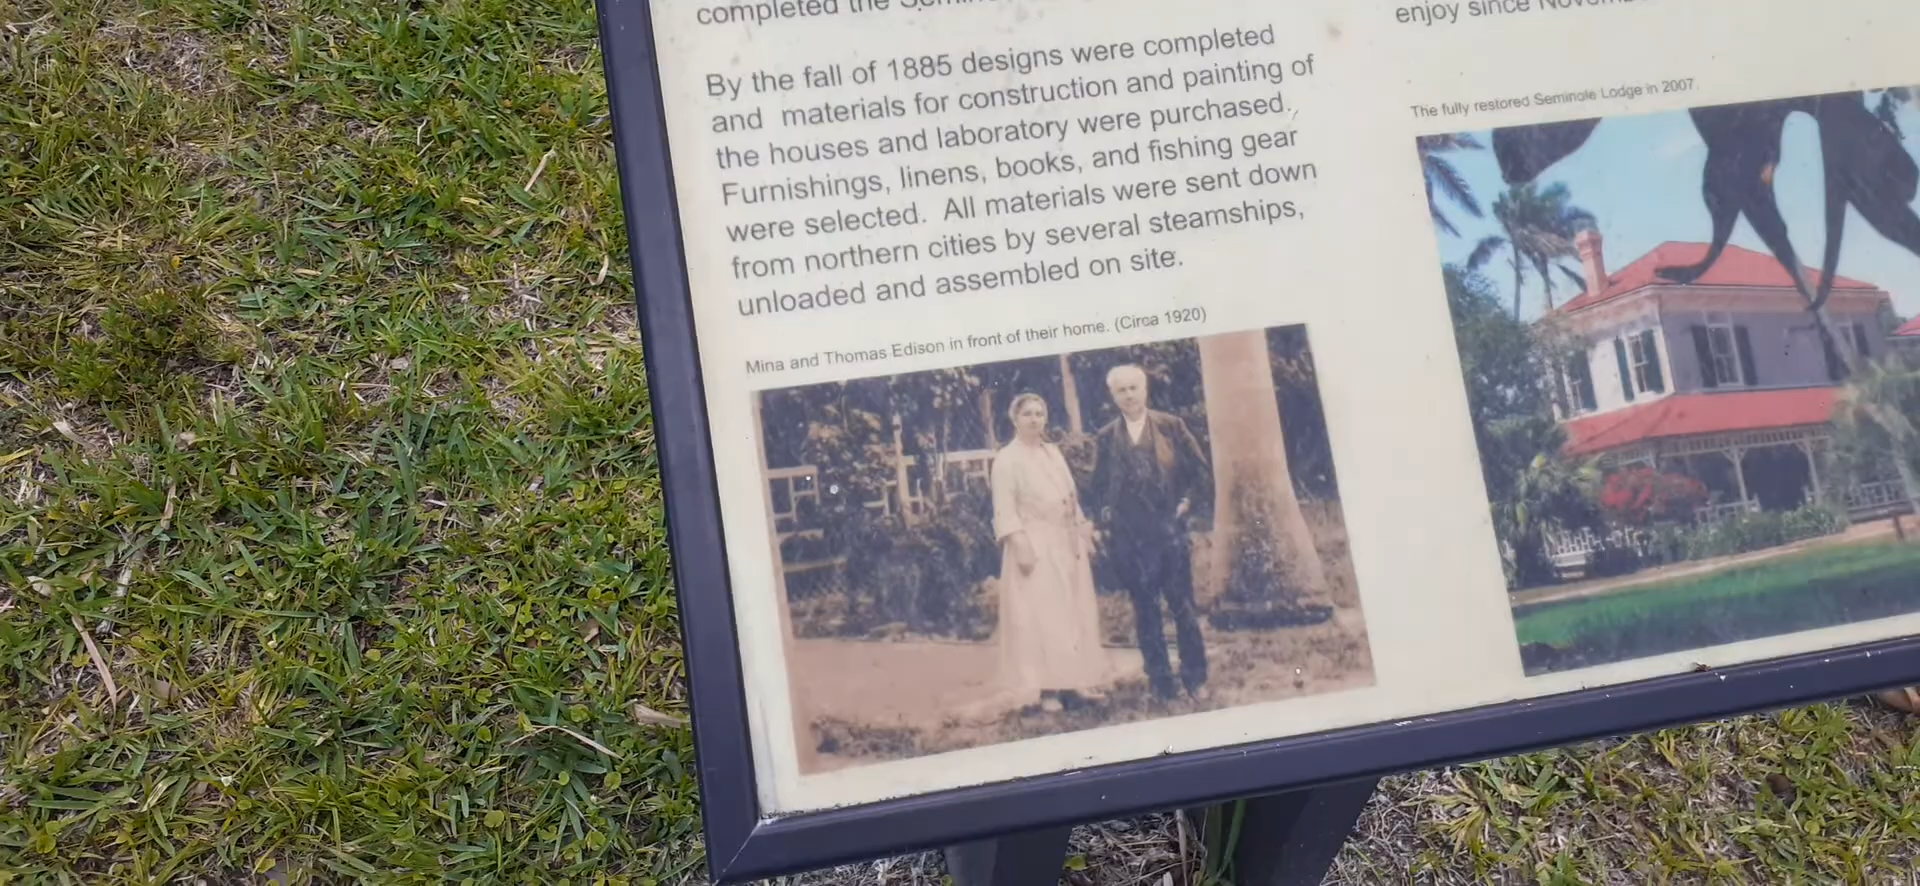 completed the
By the fall of 1885 designs were completed
and materials for construction and painting of
the houses and laboratory were purchased.
Furnishings, linens, books, and fishing gear
were selected. All materials were sent down
from northern cities by several steamships,
unloaded and assembled on site.
Mina and Thomas Edison in front of their home. (Circa 1920)
enjoy since
The fully restored Seminole Lodge in 2007.